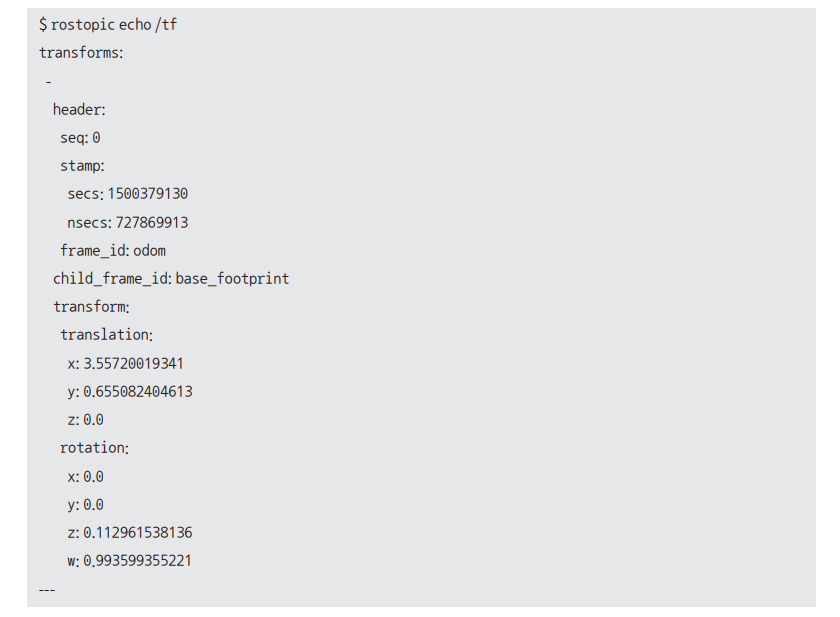 $ rostopic echo /tf
transforms:
-
header:
seq: 0
stamp:
secs: 1500379130
nsecs: 727869913
frame_id: odom
child_frame_id: base_footprint
transform:
translation:
x: 3.55720019341
y: 0.655082404613
z: 0.0
rotation:
x: 0.0
y: 0.0
z: 0.112961538136
w: 0.993599355221
---